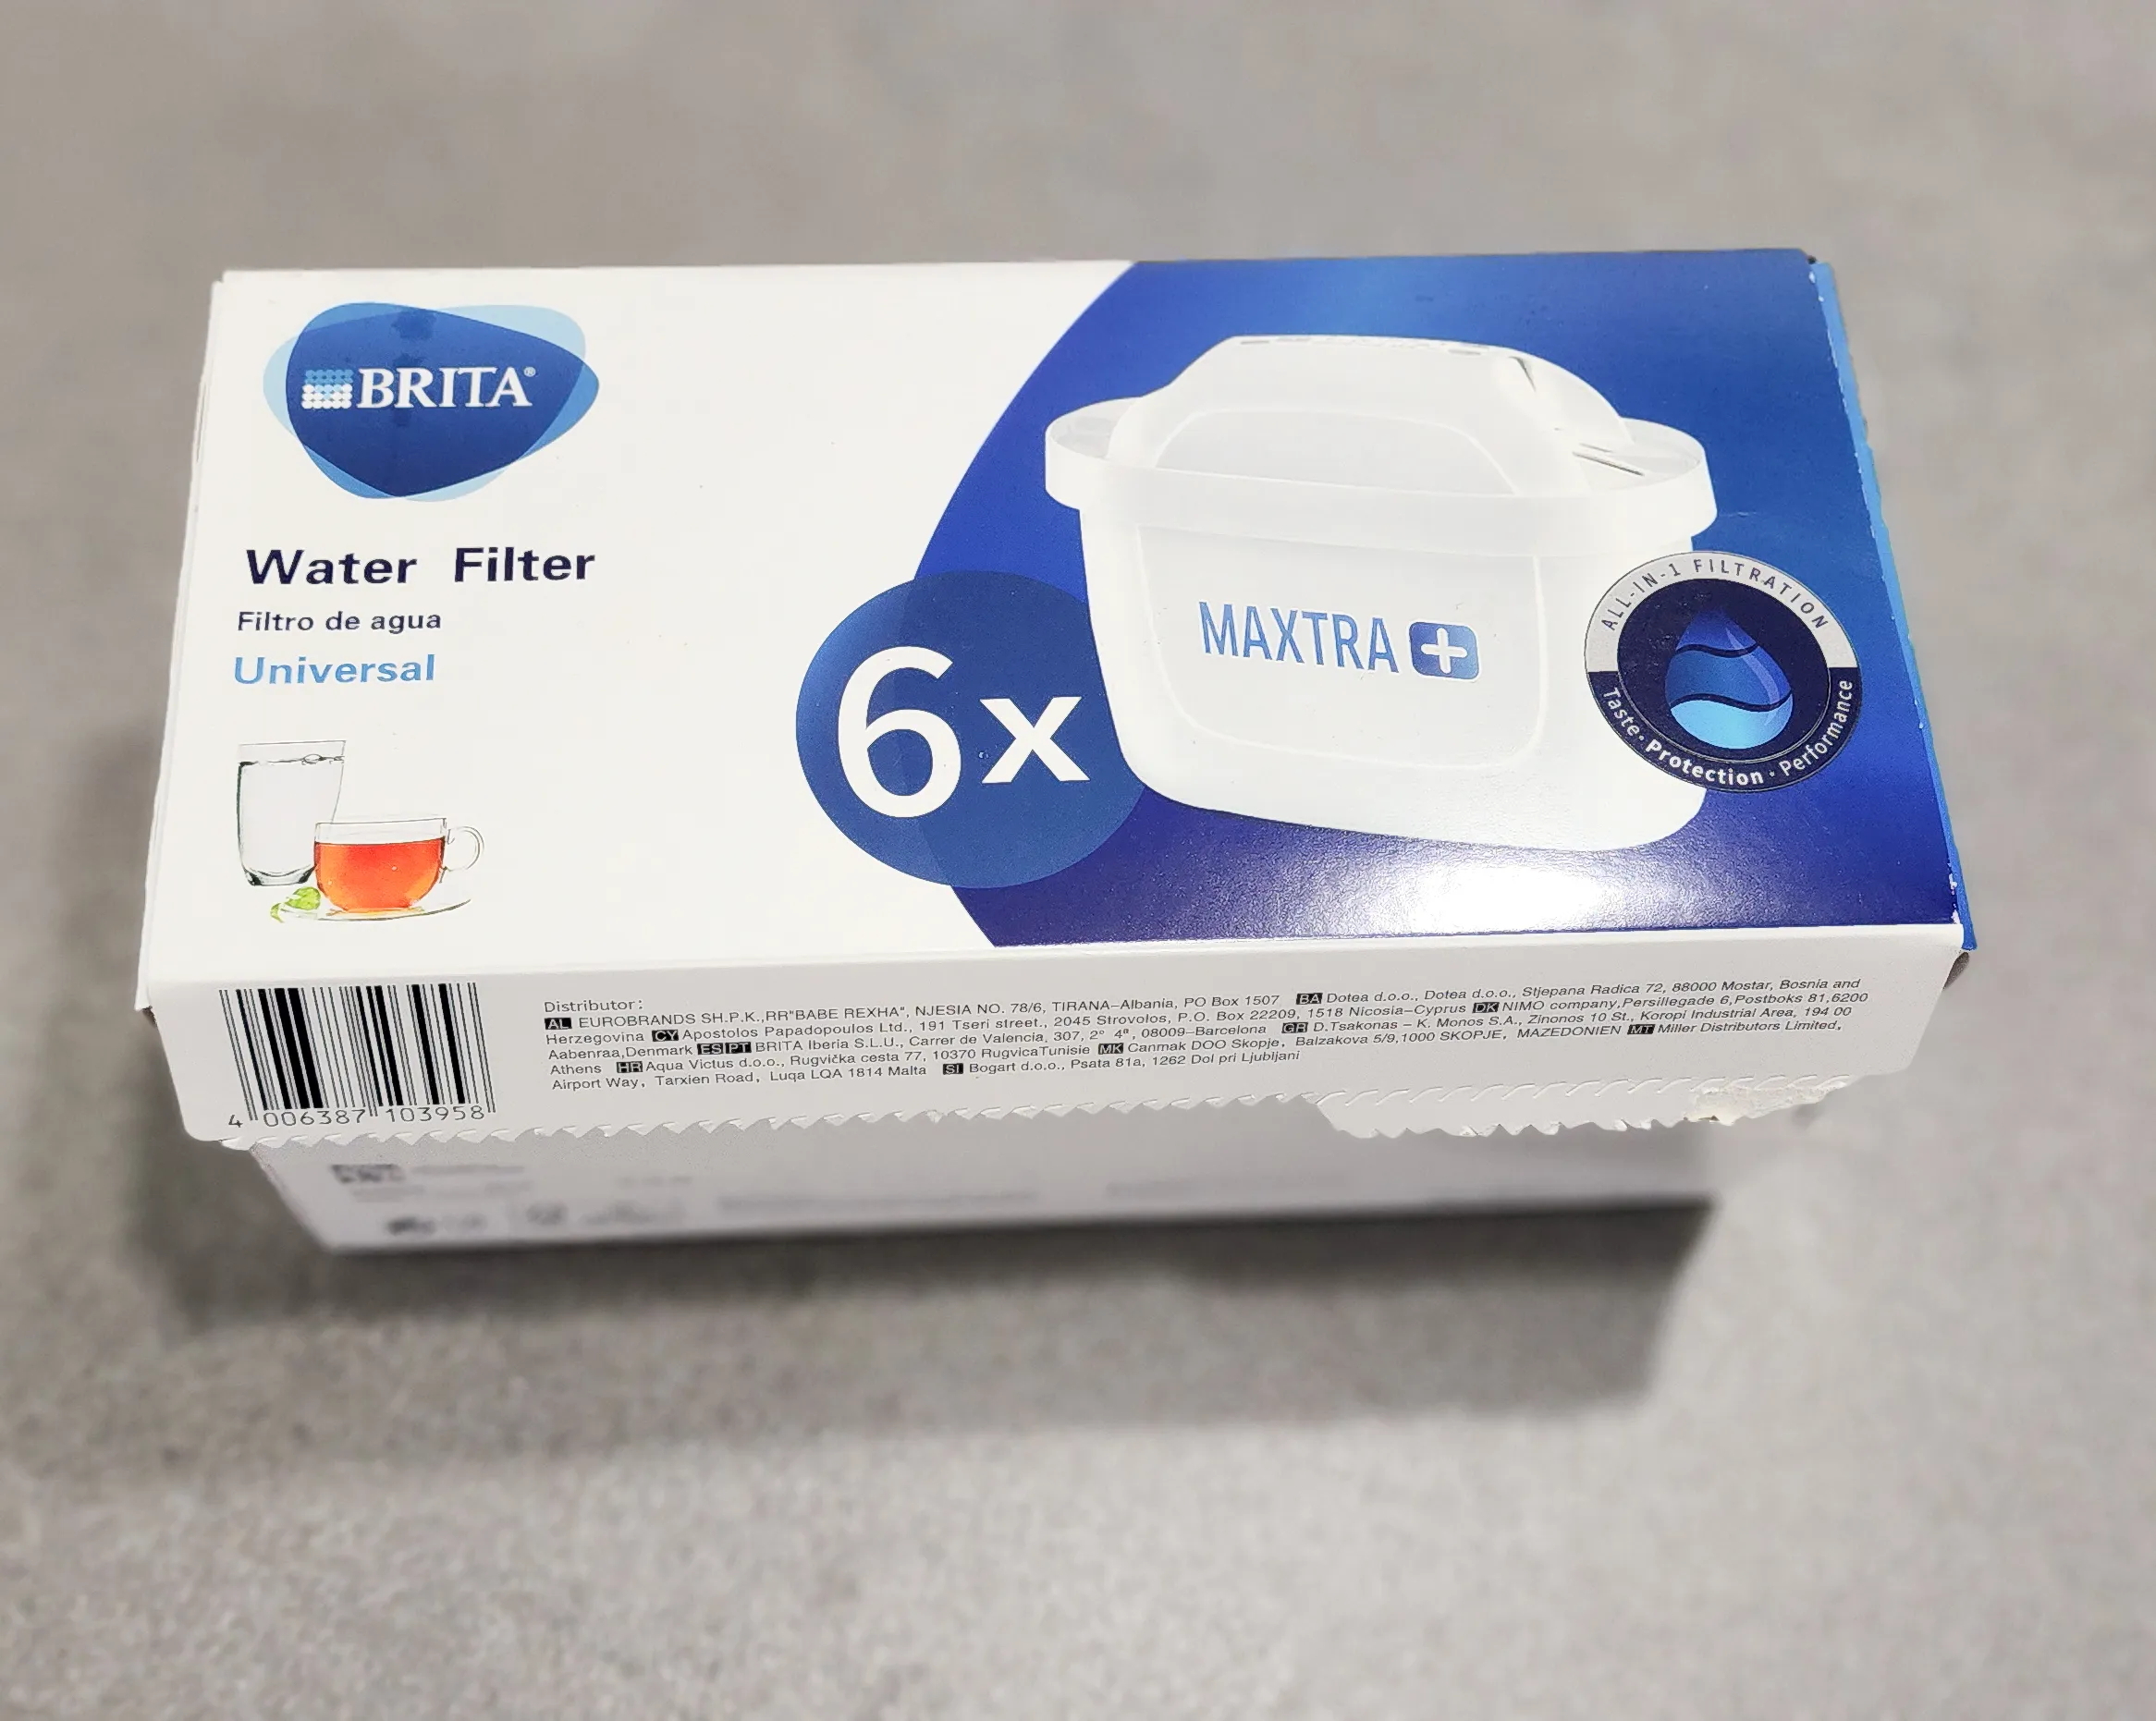 BRITA®
Water Filter
Filtro de agua
Universal
6x
MAXTRA+
ALL-IN-1 FILTRATION
Taste · Protection · Performance
4 006387 103958
Distributor:
AL EUROBRANDS SH.P.K.,RR"BABE REXHA", NJESIA NO. 78/6, TIRANA-Albania, PO Box 1507 BA Dotea d.o.o., Dotea d.o.o., Stjepana Radica 72, 88000 Mostar, Bosnia and
Herzegovina CY Apostolos Papadopoulos Ltd., 191 Tseri street., 2045 Strovolos, P.O. Box 22209, 1518 Nicosia-Cyprus DK NIMO company,Persillegade 6,Postboks 81,6200
Aabenraa,Denmark ES PT BRITA Iberia S.L.U., Carrer de Valencia, 307, 2° 4ª, 08009-Barcelona GR D.Tsakonas – K. Monos S.A., Zinonos 10 St., Koropi Industrial Area, 194 00
Athens HR Aqua Victus d.o.o., Rugvička cesta 77, 10370 RugvicaTunisie MK Canmak DOO Skopje, Balzakova 5/9,1000 SKOPJE, MAZEDONIEN MT Miller Distributors Limited,
Airport Way, Tarxien Road, Luqa LQA 1814 Malta SI Bogart d.o.o., Psata 81a, 1262 Dol pri Ljubljani